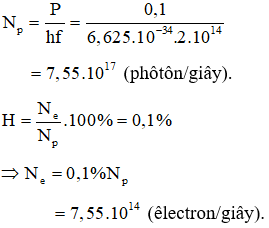 N_p = P/hf = 0,1/(6,625.10^-34.2.10^14)
= 7,55.10^17 (phôtôn/giây).
H = N_e/N_p .100% = 0,1%
⇒ N_e = 0,1%N_p
= 7,55.10^14 (êlectron/giây).